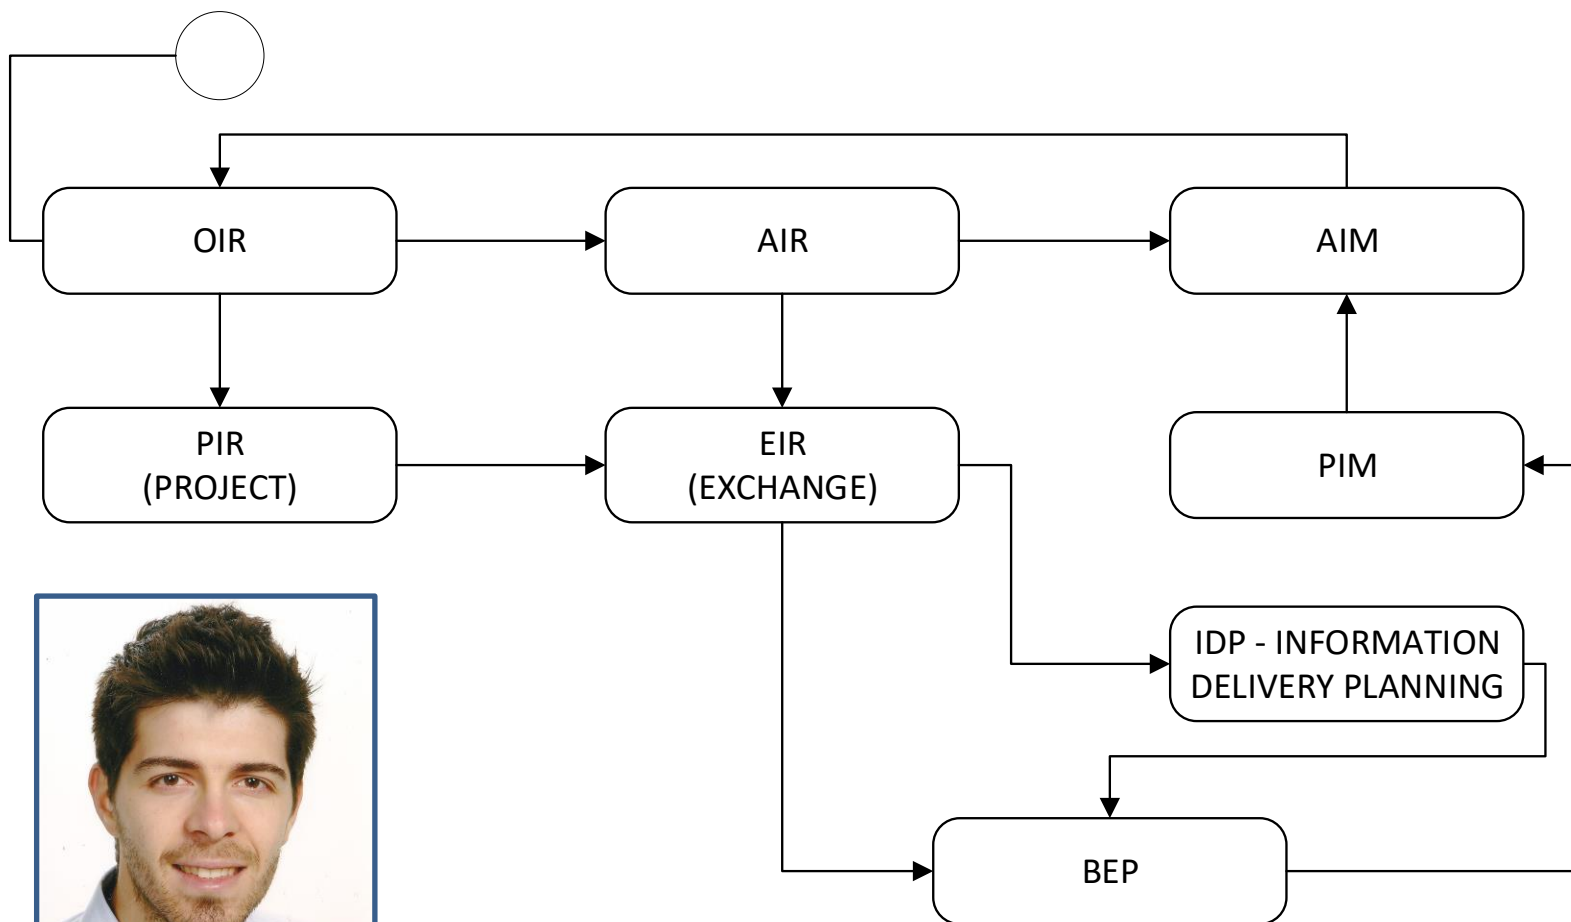 OIR
AIR
AIM
PIR
(PROJECT)
EIR
(EXCHANGE)
PIM
IDP - INFORMATION
DELIVERY PLANNING
BEP